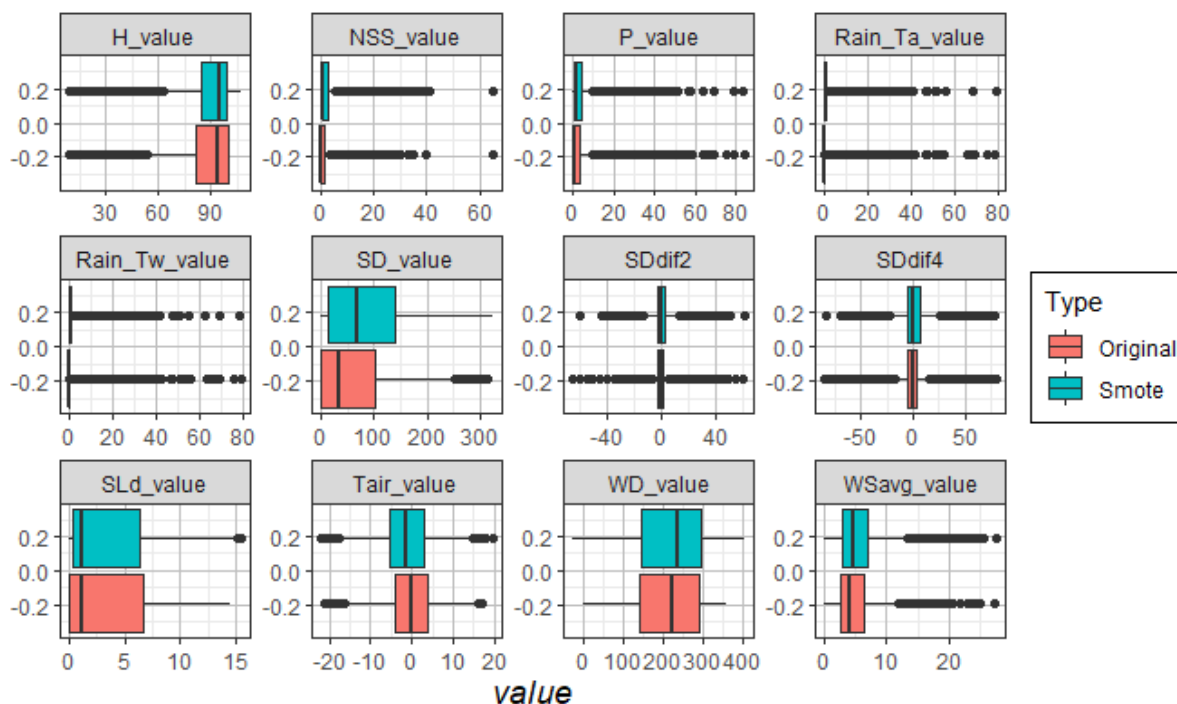 H_value NSS_value P_value Rain_Ta_value
0.2 0.2 0.2 0.2
0.0 0.0 0.0 0.0
-0.2 -0.2 -0.2 -0.2
30 60 90 0 20 40 60 0 20 40 60 80 0 20 40 60 80
Rain_Tw_value SD_value SDdif2 SDdif4
0.2 0.2 0.2 0.2
0.0 0.0 0.0 0.0
-0.2 -0.2 -0.2 -0.2
0 20 40 60 80 0 100 200 300 -40 0 40 -50 0 50
Type
Original
Smote
SLd_value Tair_value WD_value WSavg_value
0.2 0.2 0.2 0.2
0.0 0.0 0.0 0.0
-0.2 -0.2 -0.2 -0.2
0 5 10 15 -20 -10 0 10 20 0 100 200 300 400 0 10 20
value